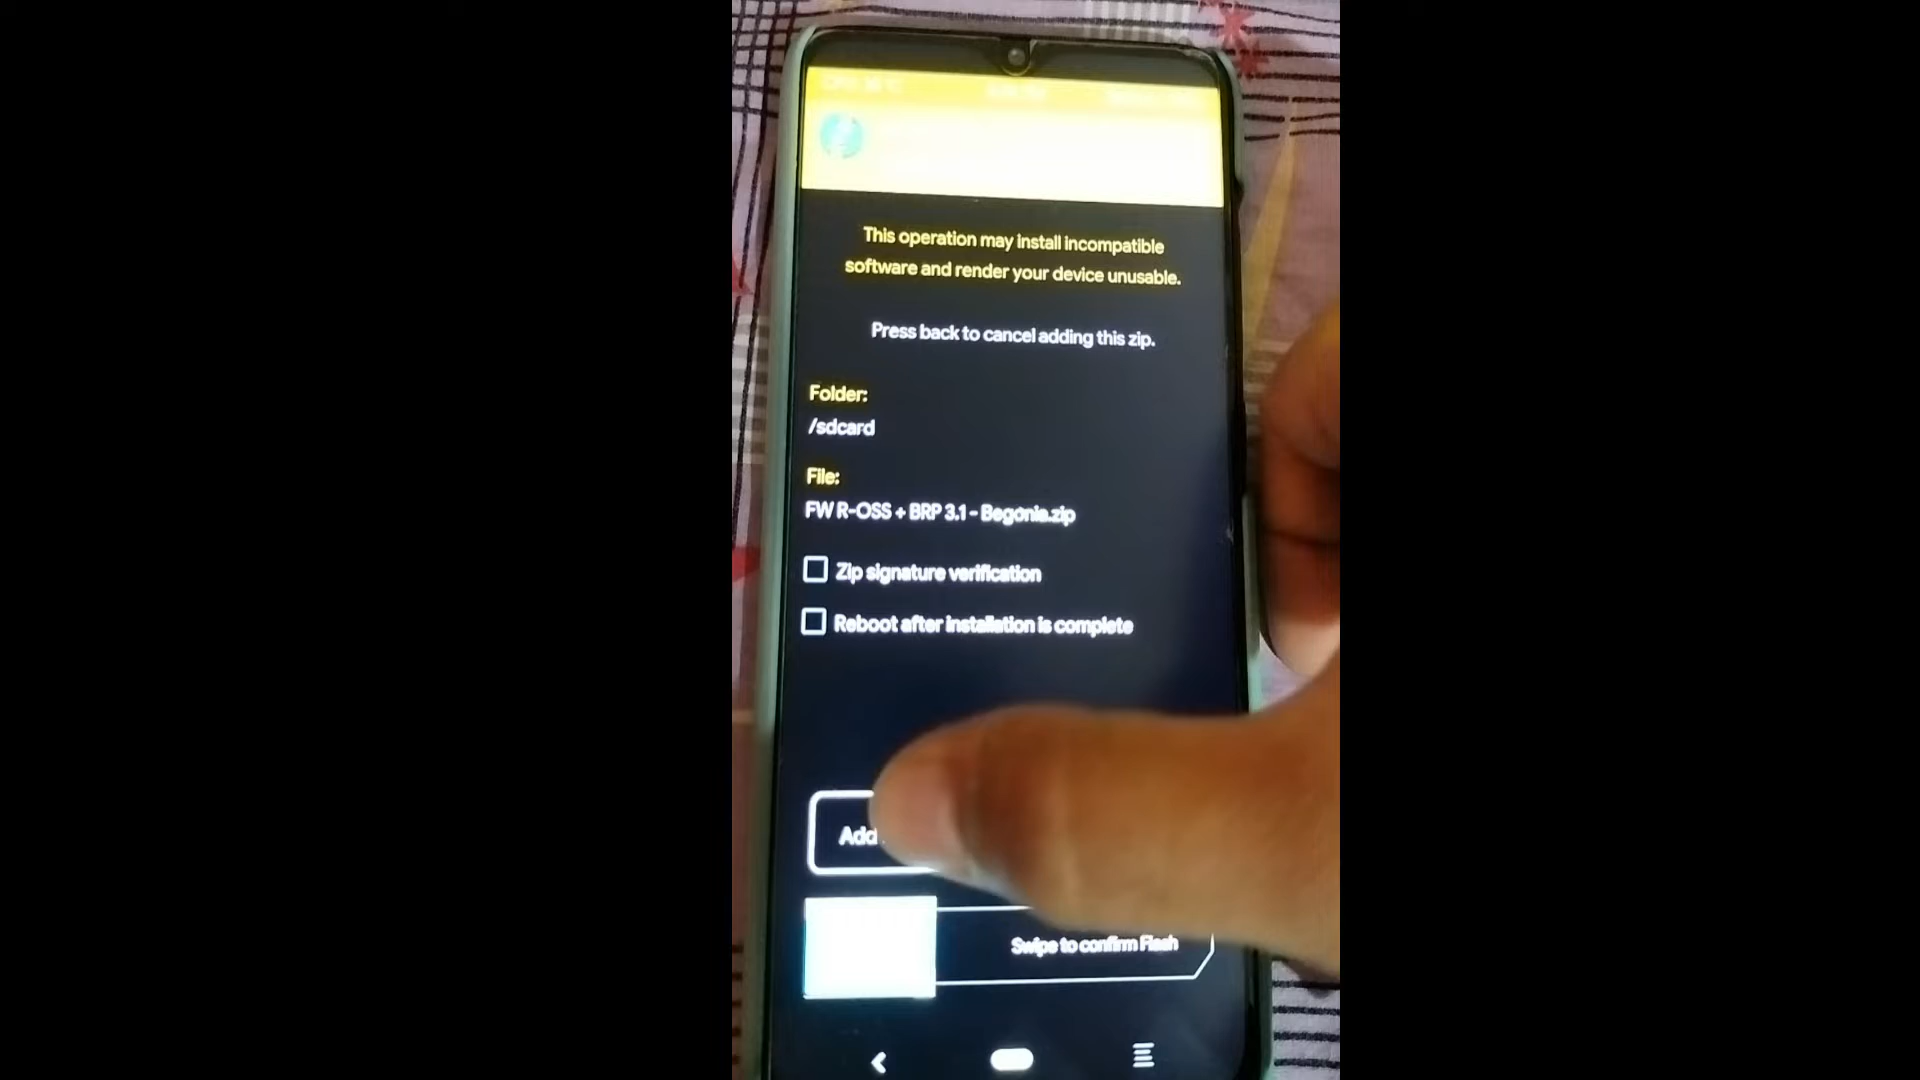 This operation may install incompatible
software and render your device unusable.
Press back to cancel adding this zip.
Folder:
/sdcard
File:
FW R-OSS + BRP 3.1 - Begonia.zip
Zip signature verification
Reboot after installation is complete
Add
Swipe to confirm Flash